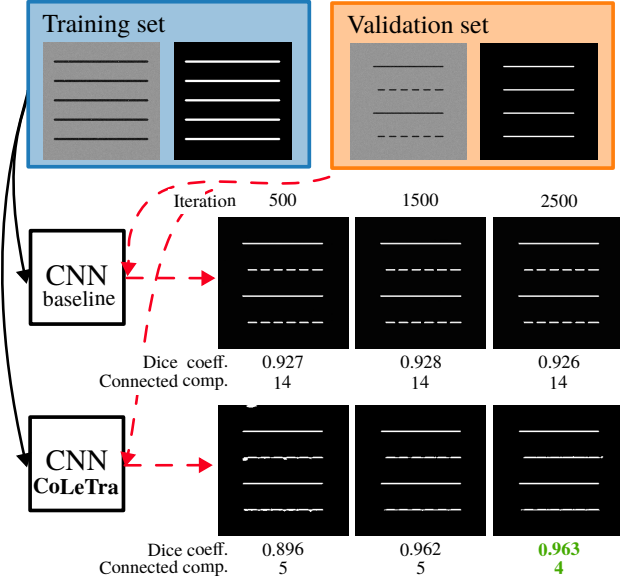 Training set
Validation set
Iteration 500 1500 2500
CNN
baseline
Dice coeff. 0.927 0.928 0.926
Connected comp. 14 14 14
CNN
CoLeTra
Dice coeff. 0.896 0.962 0.963
Connected comp. 5 5 4